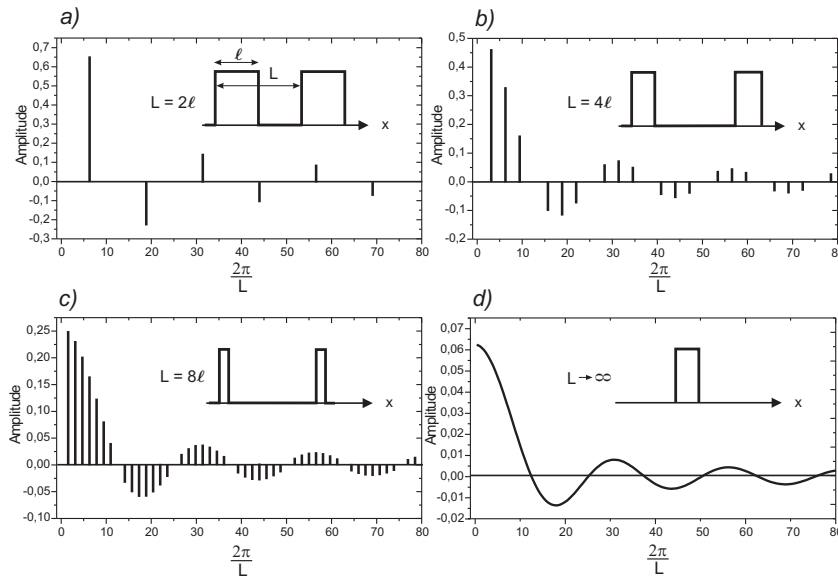 a)
Amplitude
0,7
0,6
0,5
0,4
0,3
0,2
0,1
0,0
-0,1
-0,2
-0,3
0 10 20 30 40 50 60 70 80
2π
L
ℓ
L
L = 2ℓ
x
b)
Amplitude
0,5
0,4
0,3
0,2
0,1
0,0
-0,1
-0,2
0 10 20 30 40 50 60 70 80
2π
L
L = 4ℓ
x
c)
Amplitude
0,25
0,20
0,15
0,10
0,05
0,00
-0,05
-0,10
0 10 20 30 40 50 60 70 80
2π
L
L = 8ℓ
x
d)
Amplitude
0,07
0,06
0,05
0,04
0,03
0,02
0,01
0,00
-0,01
-0,02
0 10 20 30 40 50 60 70 80
2π
L
L → ∞
x